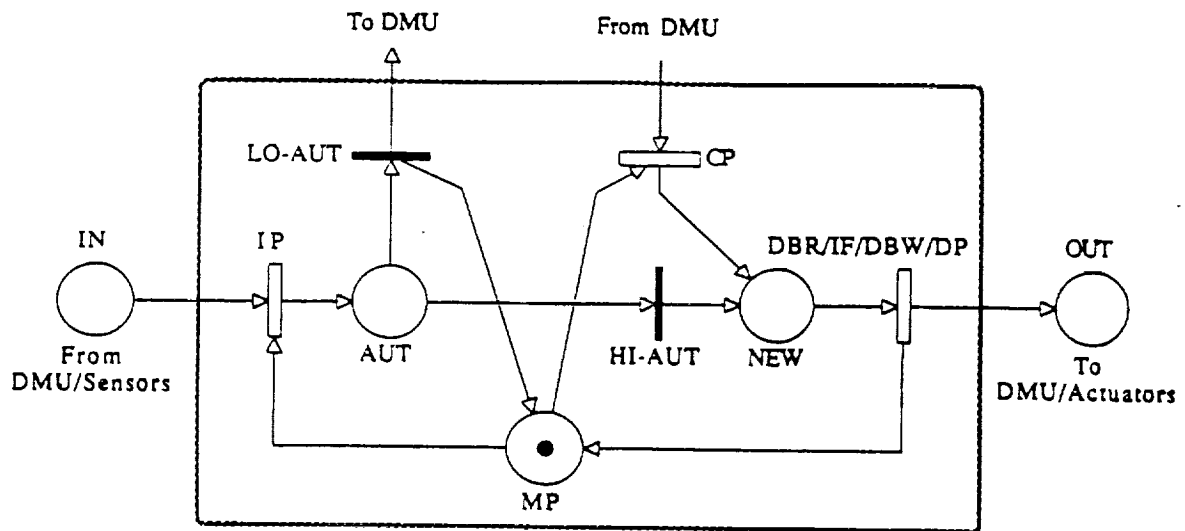 To DMU
From DMU
LO-AUT
CP
IN
IP
DBR/IF/DBW/DP
OUT
From
DMU/Sensors
AUT
HI-AUT
NEW
To
DMU/Actuators
MP